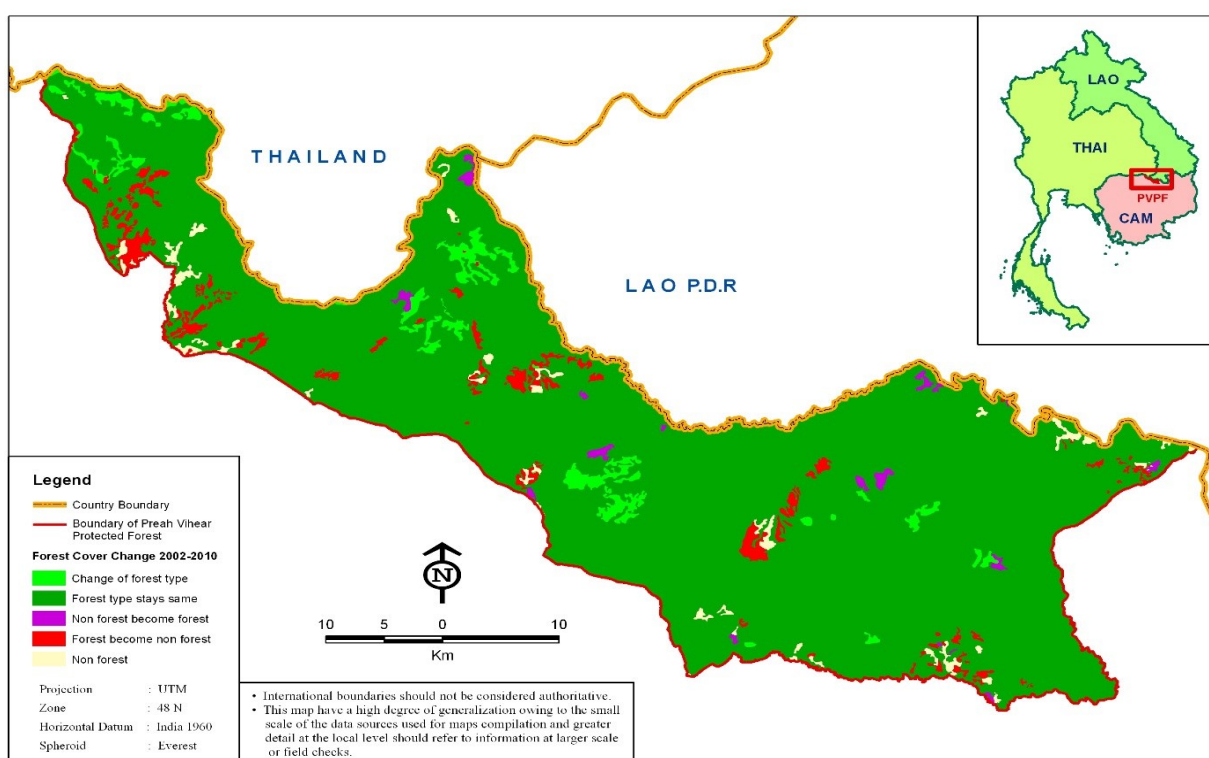 THAILAND
LAO P.D.R
LAO
THAI
PVPF
CAM
Legend
Country Boundary
Boundary of Preah Vihear
Protected Forest
Forest Cover Change 2002-2010
Change of forest type
Forest type stays same
Non forest become forest
Forest become non forest
Non forest
Projection : UTM
Zone : 48 N
Horizontal Datum : India 1960
Spheroid : Everest
N
10 5 0 10
Km
• International boundaries should not be considered authoritative.
• This map have a high degree of generalization owing to the small
scale of the data sources used for maps compilation and greater
detail at the local level should refer to information at larger scale
or field checks.